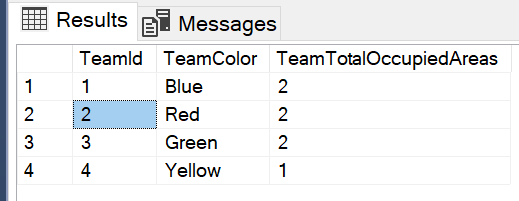 Results Messages
TeamId TeamColor TeamTotalOccupiedAreas
1 1 Blue 2
2 2 Red 2
3 3 Green 2
4 4 Yellow 1